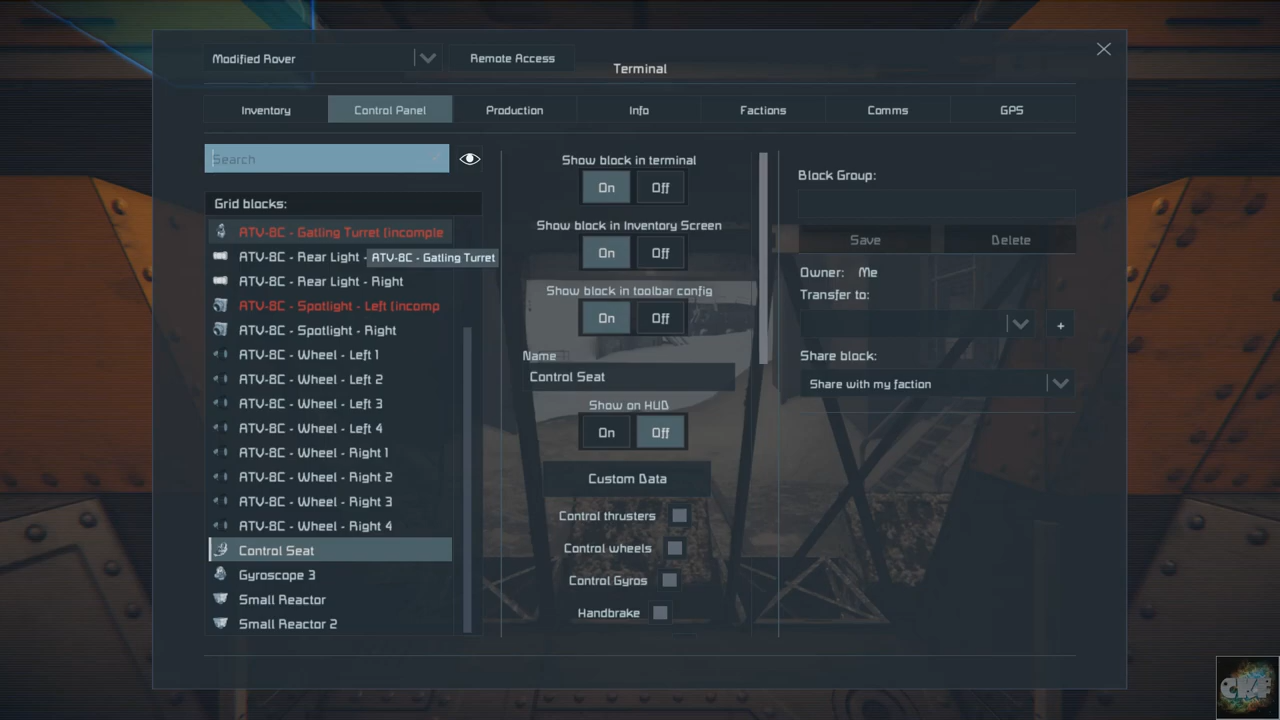 Modified Rover
Remote Access
Terminal
Inventory
Control Panel
Production
Info
Factions
Comms
GPS
Search
Grid blocks:
ATV-8C - Gatling Turret [incomple
ATV-8C - Rear Light -
ATV-8C - Gatling Turret
ATV-8C - Rear Light - Right
ATV-8C - Spotlight - Left [incomp
ATV-8C - Spotlight - Right
ATV-8C - Wheel - Left 1
ATV-8C - Wheel - Left 2
ATV-8C - Wheel - Left 3
ATV-8C - Wheel - Left 4
ATV-8C - Wheel - Right 1
ATV-8C - Wheel - Right 2
ATV-8C - Wheel - Right 3
ATV-8C - Wheel - Right 4
Control Seat
Gyroscope 3
Small Reactor
Small Reactor 2
Show block in terminal
On Off
Show block in Inventory Screen
On Off
Show block in toolbar config
On Off
Name
Control Seat
Show on HUD
On Off
Custom Data
Control thrusters
Control wheels
Control Gyros
Handbrake
Block Group:
Save
Delete
Owner: Me
Transfer to:
+
Share block:
Share with my faction